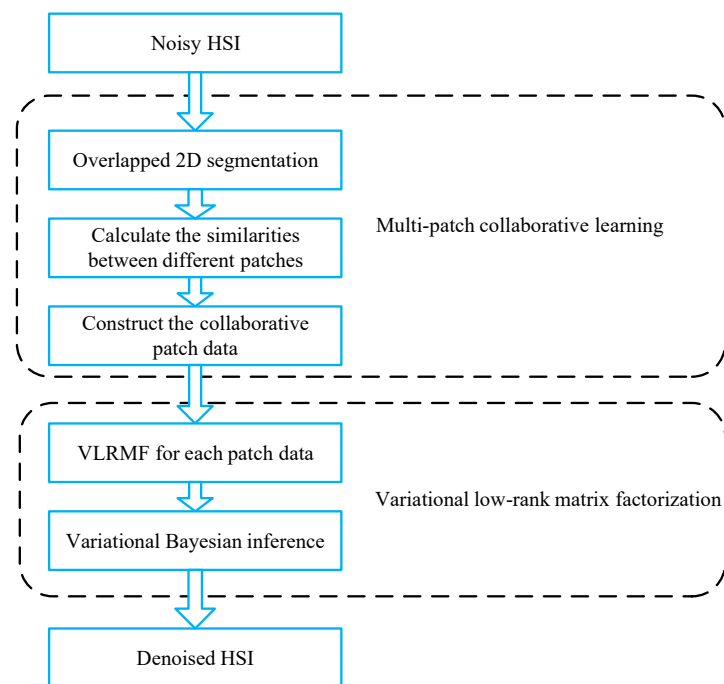 Noisy HSI
Overlapped 2D segmentation
Calculate the similarities
between different patches
Construct the collaborative
patch data
Multi-patch collaborative learning
VLRMF for each patch data
Variational Bayesian inference
Variational low-rank matrix factorization
Denoised HSI